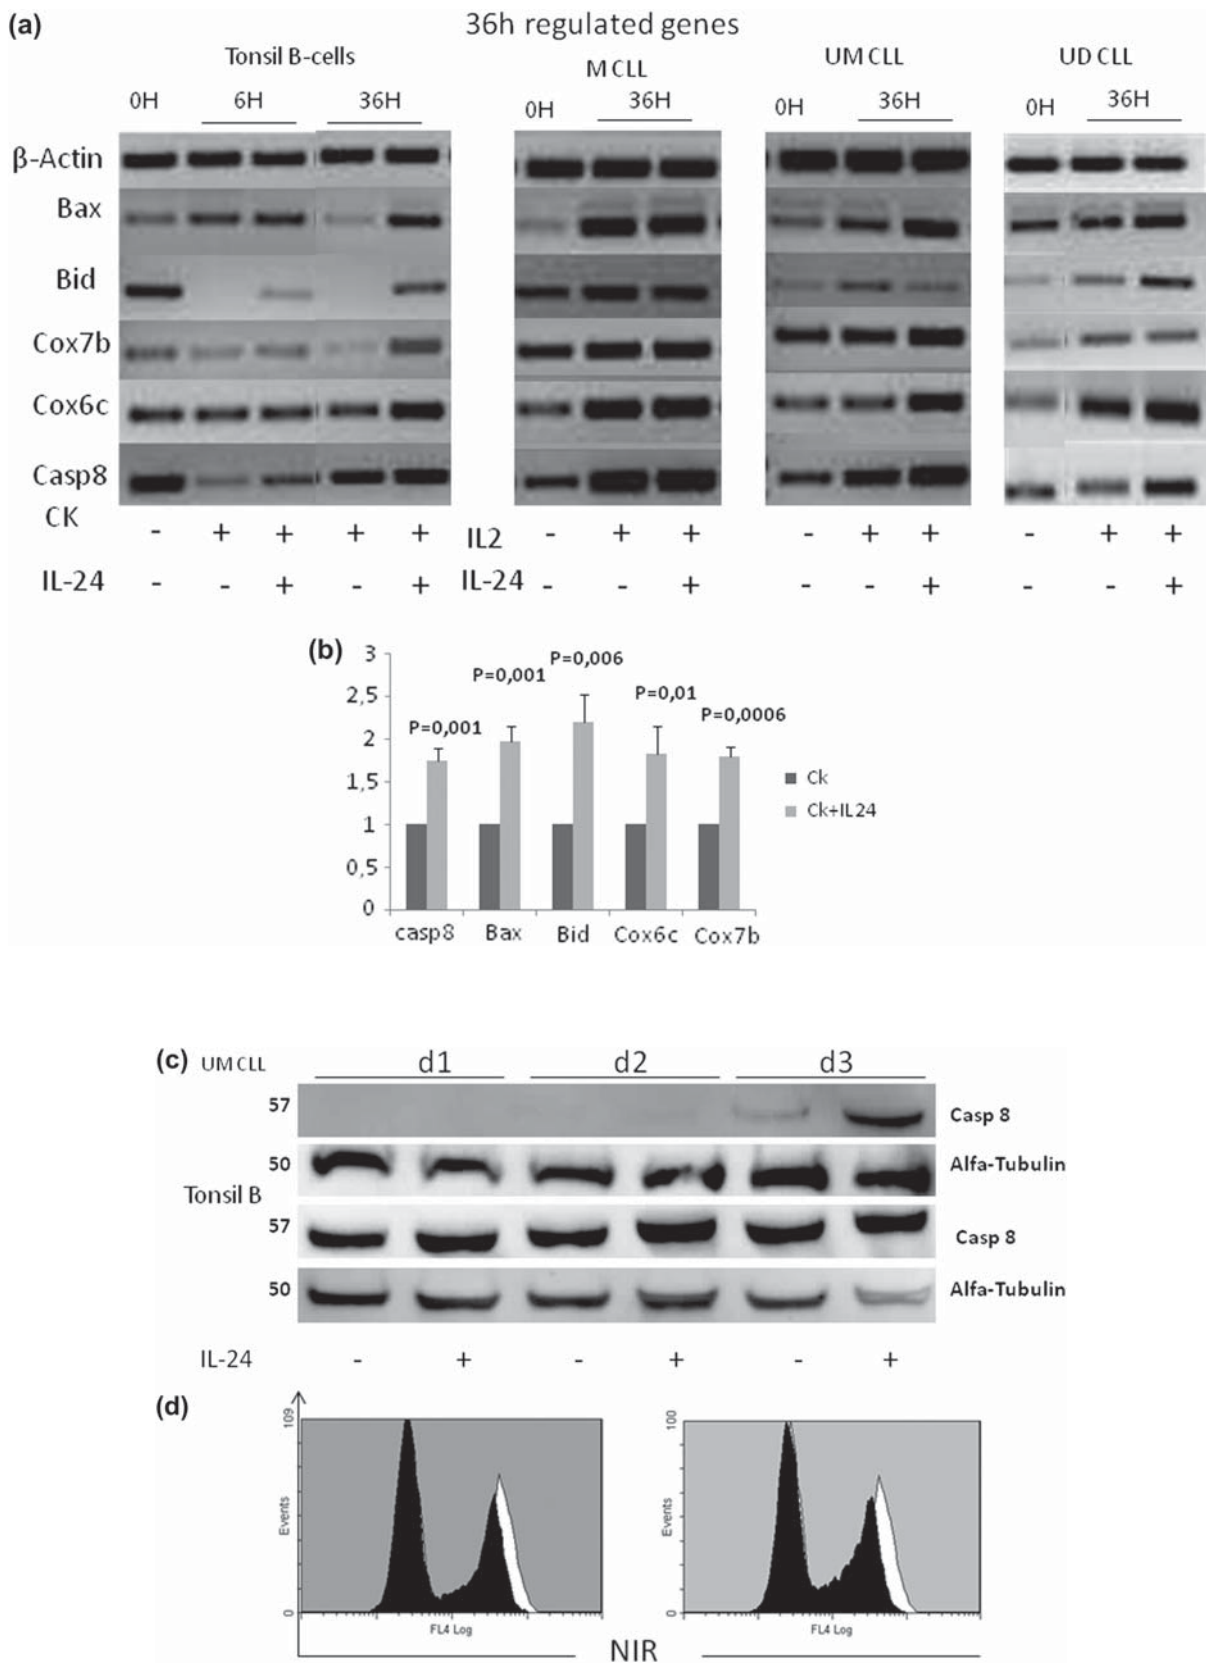 (a)
36h regulated genes
Tonsil B-cells
M CLL
UM CLL
UD CLL
0H 6H 36H
0H 36H
0H 36H
0H 36H
β-Actin
Bax
Bid
Cox7b
Cox6c
Casp8
CK - + + + +
IL-24 - - + - +
IL2 - + + - + + - + +
IL-24 - - + - - + - - +
(b)
3
2,5
2
1,5
1
0,5
0
P=0,001
P=0,001
P=0,006
P=0,01
P=0,0006
Ck
Ck+IL24
casp8 Bax Bid Cox6c Cox7b
(c) UM CLL d1 d2 d3
57 Casp 8
50 Alfa-Tubulin
Tonsil B
57 Casp 8
50 Alfa-Tubulin
IL-24 - + - + - +
(d)
109
Events
0
FL4 Log
100
Events
0
FL4 Log
NIR